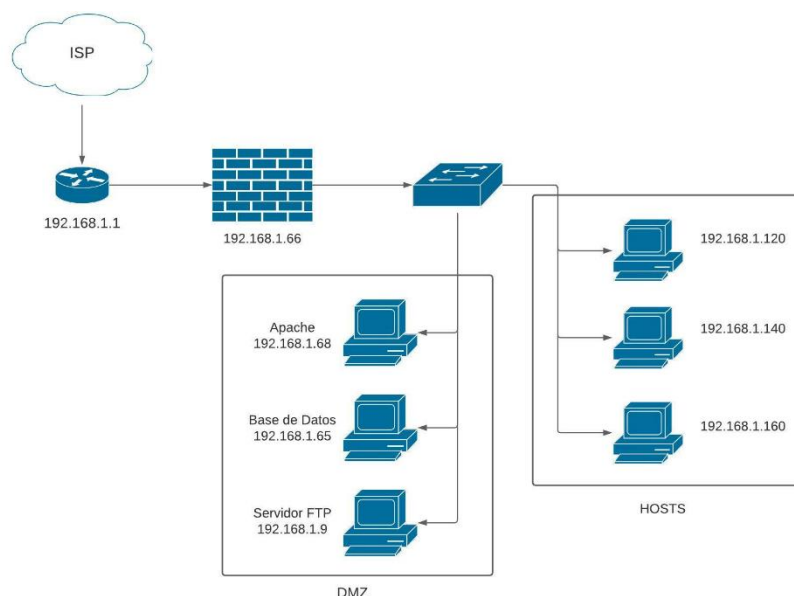 ISP
192.168.1.1
192.168.1.66
192.168.1.120
Apache
192.168.1.68
192.168.1.140
Base de Datos
192.168.1.65
192.168.1.160
Servidor FTP
192.168.1.9
HOSTS
DMZ